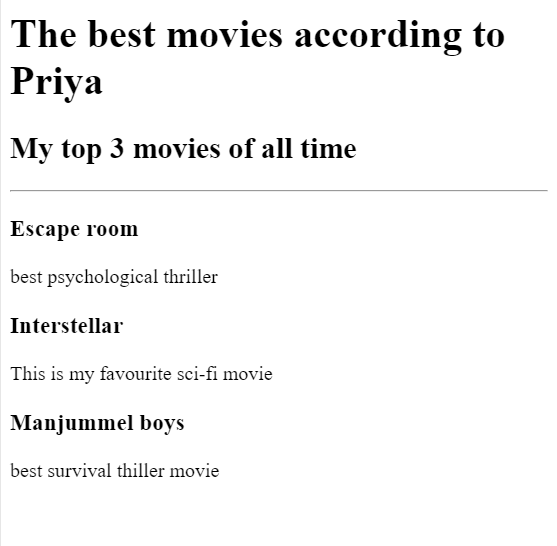 The best movies according to
Priya
My top 3 movies of all time
Escape room
best psychological thriller
Interstellar
This is my favourite sci-fi movie
Manjummel boys
best survival thiller movie